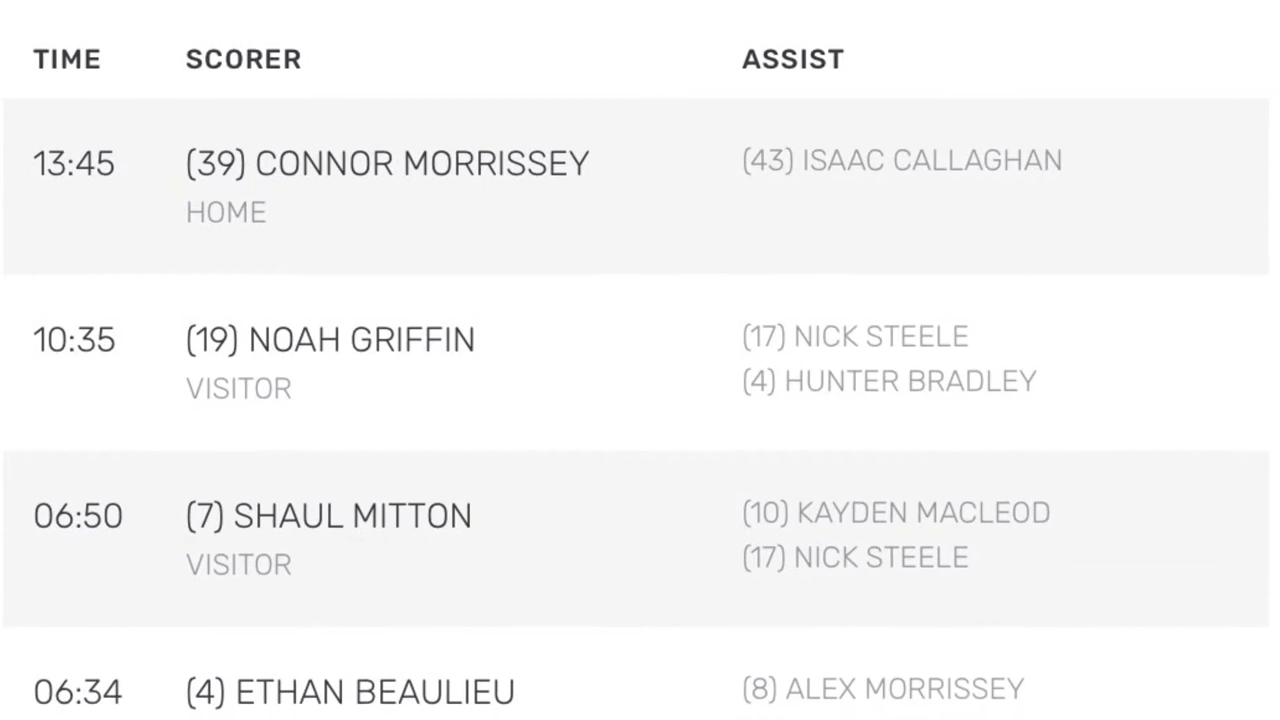 TIME SCORER ASSIST
13:45 (39) CONNOR MORRISSEY (43) ISAAC CALLAGHAN
HOME
10:35 (19) NOAH GRIFFIN (17) NICK STEELE
VISITOR (4) HUNTER BRADLEY
06:50 (7) SHAUL MITTON (10) KAYDEN MACLEOD
VISITOR (17) NICK STEELE
06:34 (4) ETHAN BEAULIEU (8) ALEX MORRISSEY